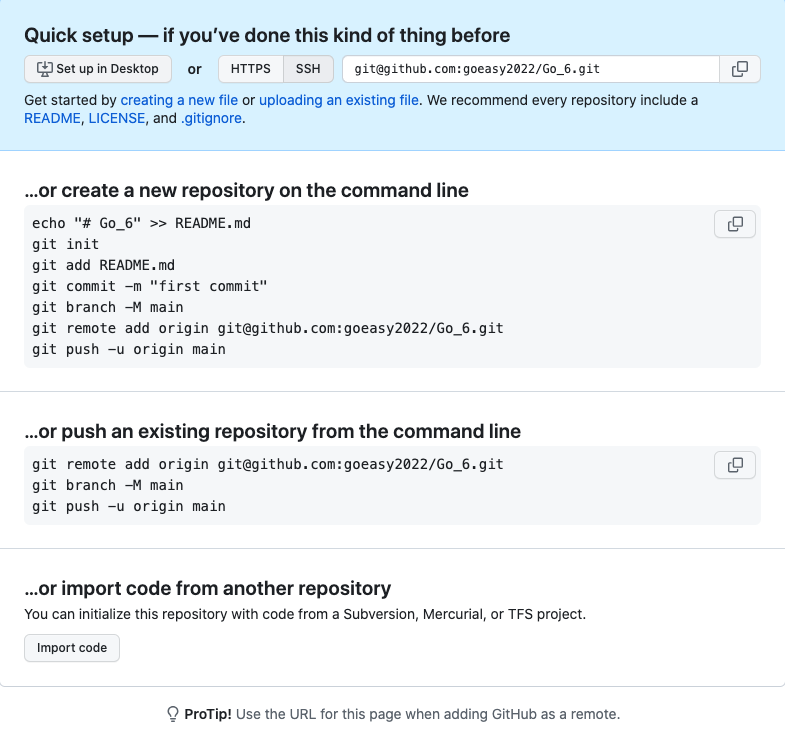 Quick setup — if you’ve done this kind of thing before
Set up in Desktop or HTTPS SSH git@github.com:goeasy2022/Go_6.git
Get started by creating a new file or uploading an existing file. We recommend every repository include a
README, LICENSE, and .gitignore.
…or create a new repository on the command line
echo "# Go_6" >> README.md
git init
git add README.md
git commit -m "first commit"
git branch -M main
git remote add origin git@github.com:goeasy2022/Go_6.git
git push -u origin main
…or push an existing repository from the command line
git remote add origin git@github.com:goeasy2022/Go_6.git
git branch -M main
git push -u origin main
…or import code from another repository
You can initialize this repository with code from a Subversion, Mercurial, or TFS project.
Import code
ProTip! Use the URL for this page when adding GitHub as a remote.